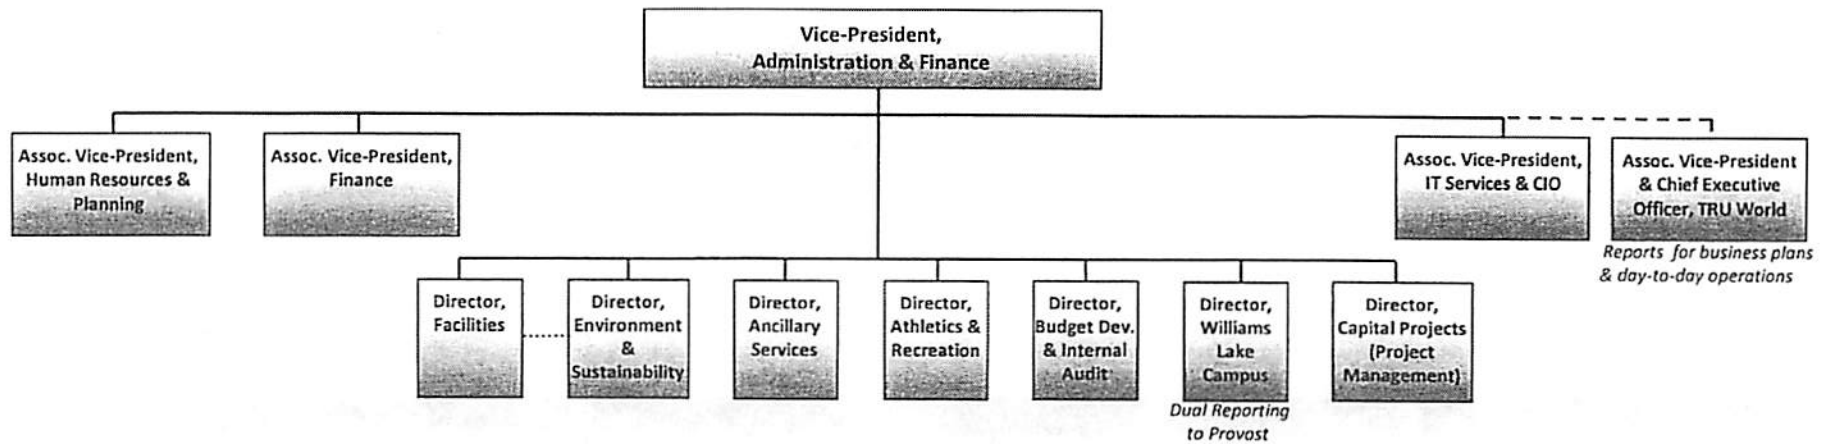 Vice-President,
Administration & Finance
Assoc. Vice-President,
Human Resources &
Planning
Assoc. Vice-President,
Finance
Assoc. Vice-President,
IT Services & CIO
Assoc. Vice-President
& Chief Executive
Officer, TRU World
Reports for business plans
& day-to-day operations
Director,
Facilities
Director,
Environment
&
Sustainability
Director,
Ancillary
Services
Director,
Athletics &
Recreation
Director,
Budget Dev.
& Internal
Audit
Director,
Williams
Lake
Campus
Dual Reporting
to Provost
Director,
Capital Projects
(Project
Management)